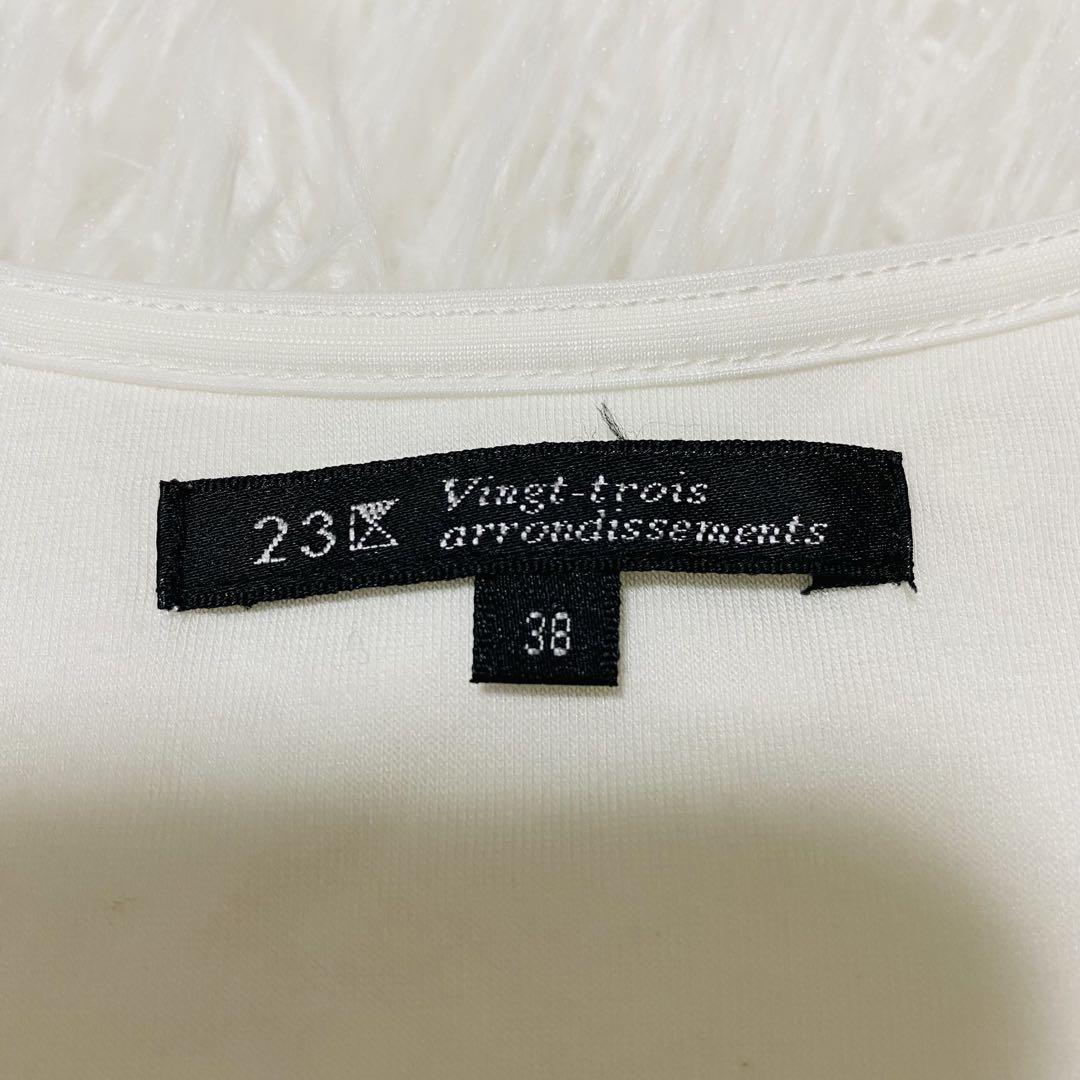 23区 Vingt-trois
arrondissements
38